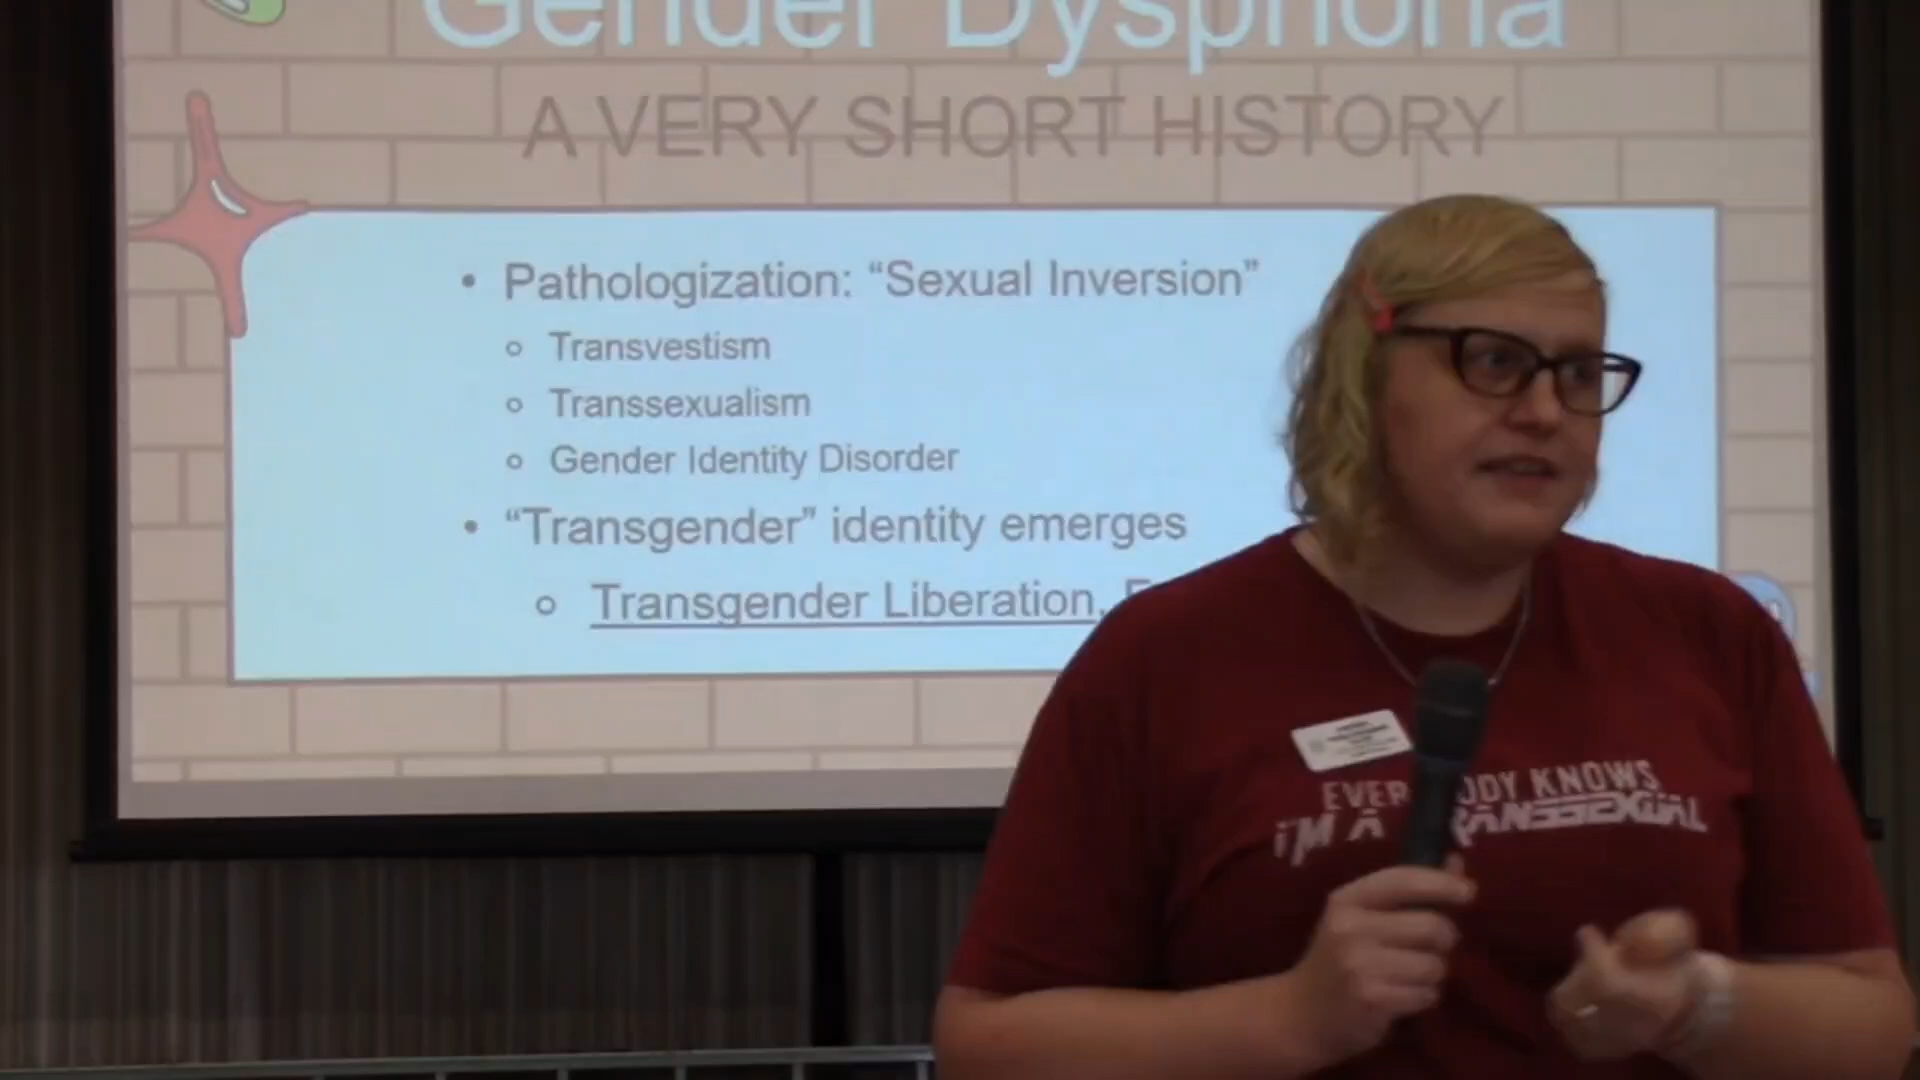 Gender Dysphoria
A VERY SHORT HISTORY
• Pathologization: “Sexual Inversion”
○ Transvestism
○ Transsexualism
○ Gender Identity Disorder
• “Transgender” identity emerges
○ Transgender Liberation,
KNOWS
I'M A